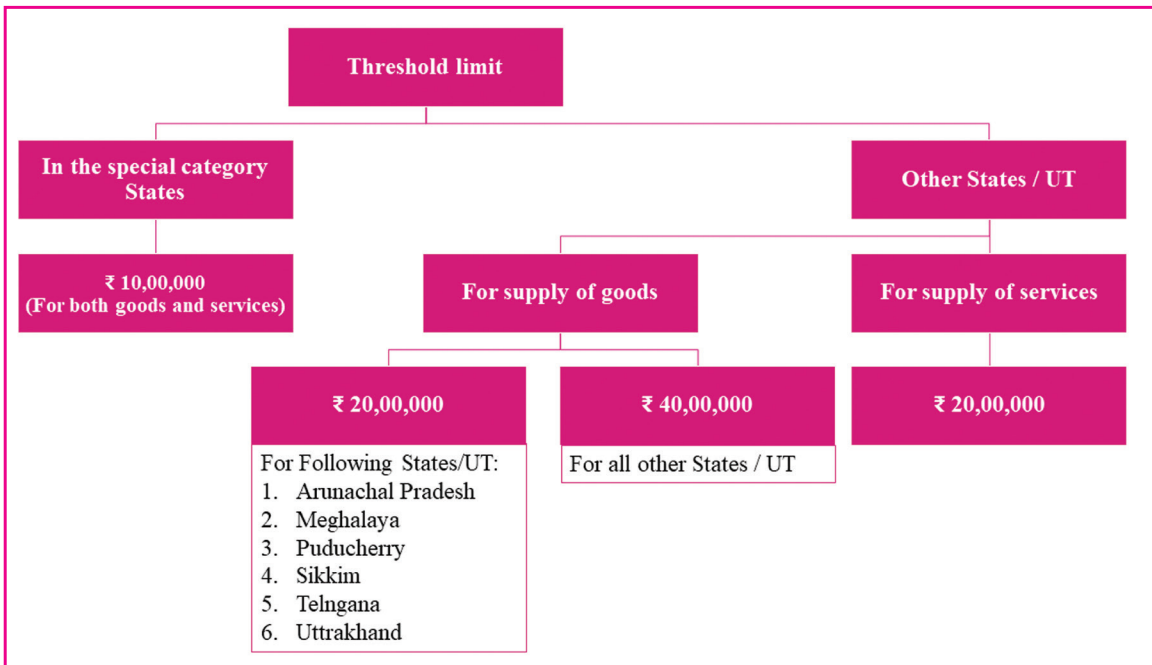 Threshold limit
In the special category
States
Other States / UT
₹ 10,00,000
(For both goods and services)
For supply of goods
For supply of services
₹ 20,00,000
₹ 40,00,000
₹ 20,00,000
For Following States/UT:
1. Arunachal Pradesh
2. Meghalaya
3. Puducherry
4. Sikkim
5. Telngana
6. Uttrakhand
For all other States / UT